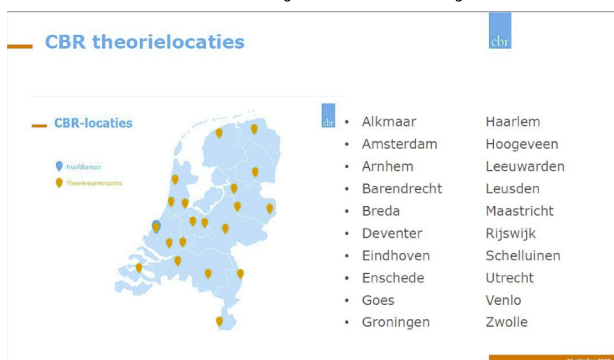 CBR theorielocaties
cbr
CBR-locaties
cbr
Hoofdkantoor
Theorie-examencentra
• Alkmaar
• Amsterdam
• Arnhem
• Barendrecht
• Breda
• Deventer
• Eindhoven
• Enschede
• Goes
• Groningen
Haarlem
Hoogeveen
Leeuwarden
Leusden
Maastricht
Rijswijk
Schelluinen
Utrecht
Venlo
Zwolle